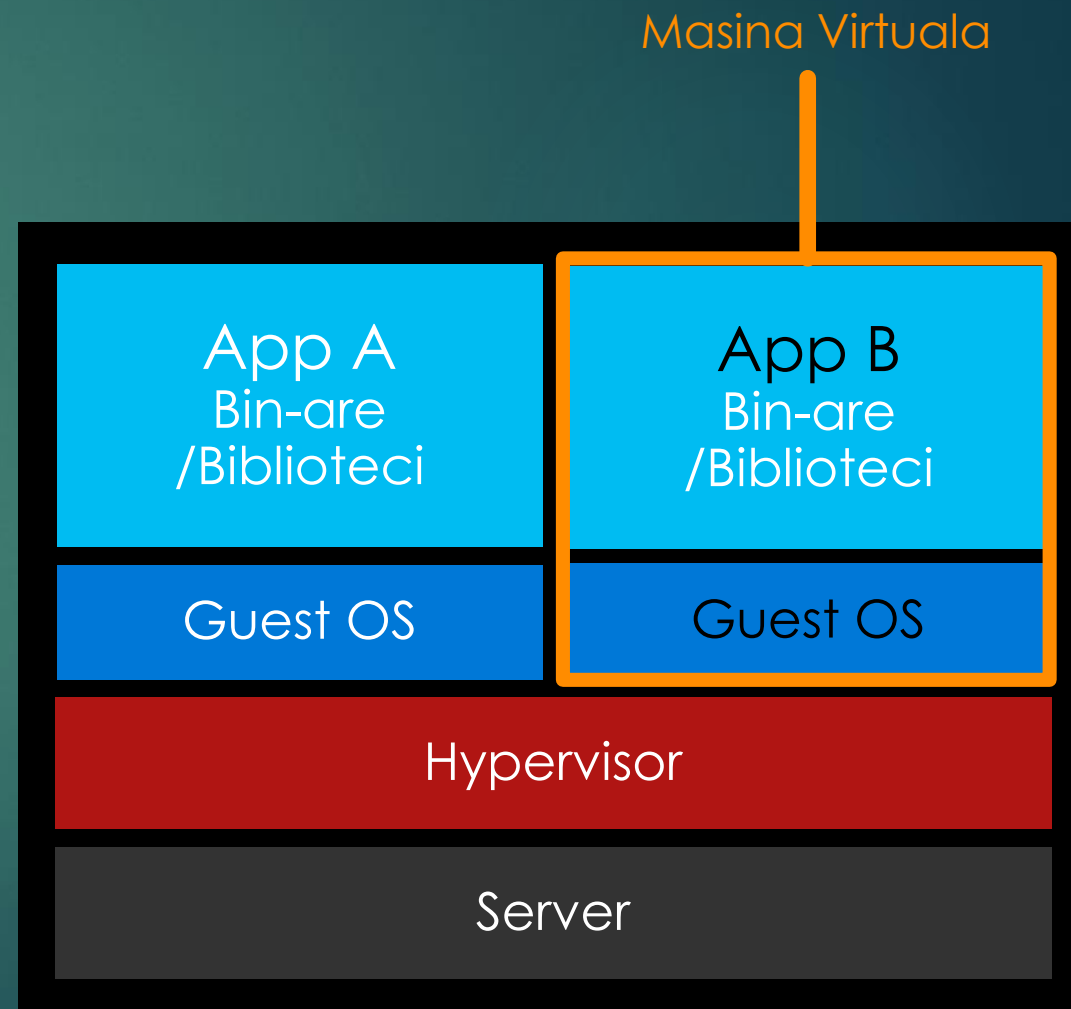 Masina Virtuala
App A
Bin-are
/Biblioteci
App B
Bin-are
/Biblioteci
Guest OS
Guest OS
Hypervisor
Server